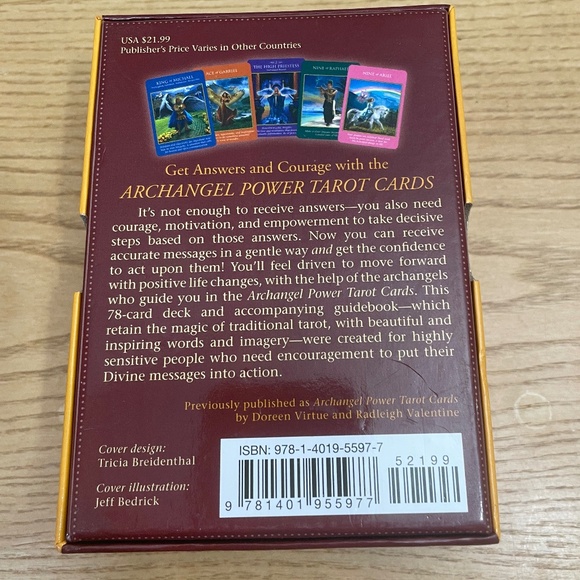 USA $21.99
Publisher's Price Varies in Other Countries
KING of MICHAEL
ACE of GABRIEL
THE HIGH PRIESTESS
NINE of RAPHAEL
Get Answers and Courage with the
ARCHANGEL POWER TAROT CARDS
It's not enough to receive answers—you also need
courage, motivation, and empowerment to take decisive
steps based on those answers. Now you can receive
accurate messages in a gentle way and get the confidence
to act upon them! You'll feel driven to move forward
with positive life changes, with the help of the archangels
who guide you in the Archangel Power Tarot Cards. This
78-card deck and accompanying guidebook—which
retain the magic of traditional tarot, with beautiful and
inspiring words and imagery—were created for highly
sensitive people who need encouragement to put their
Divine messages into action.
Previously published as Archangel Power Tarot Cards
by Doreen Virtue and Radleigh Valentine
Cover design:
Tricia Breidenthal
Cover illustration:
Jeff Bedrick
ISBN: 978-1-4019-5597-7
52199
9 781401 955977